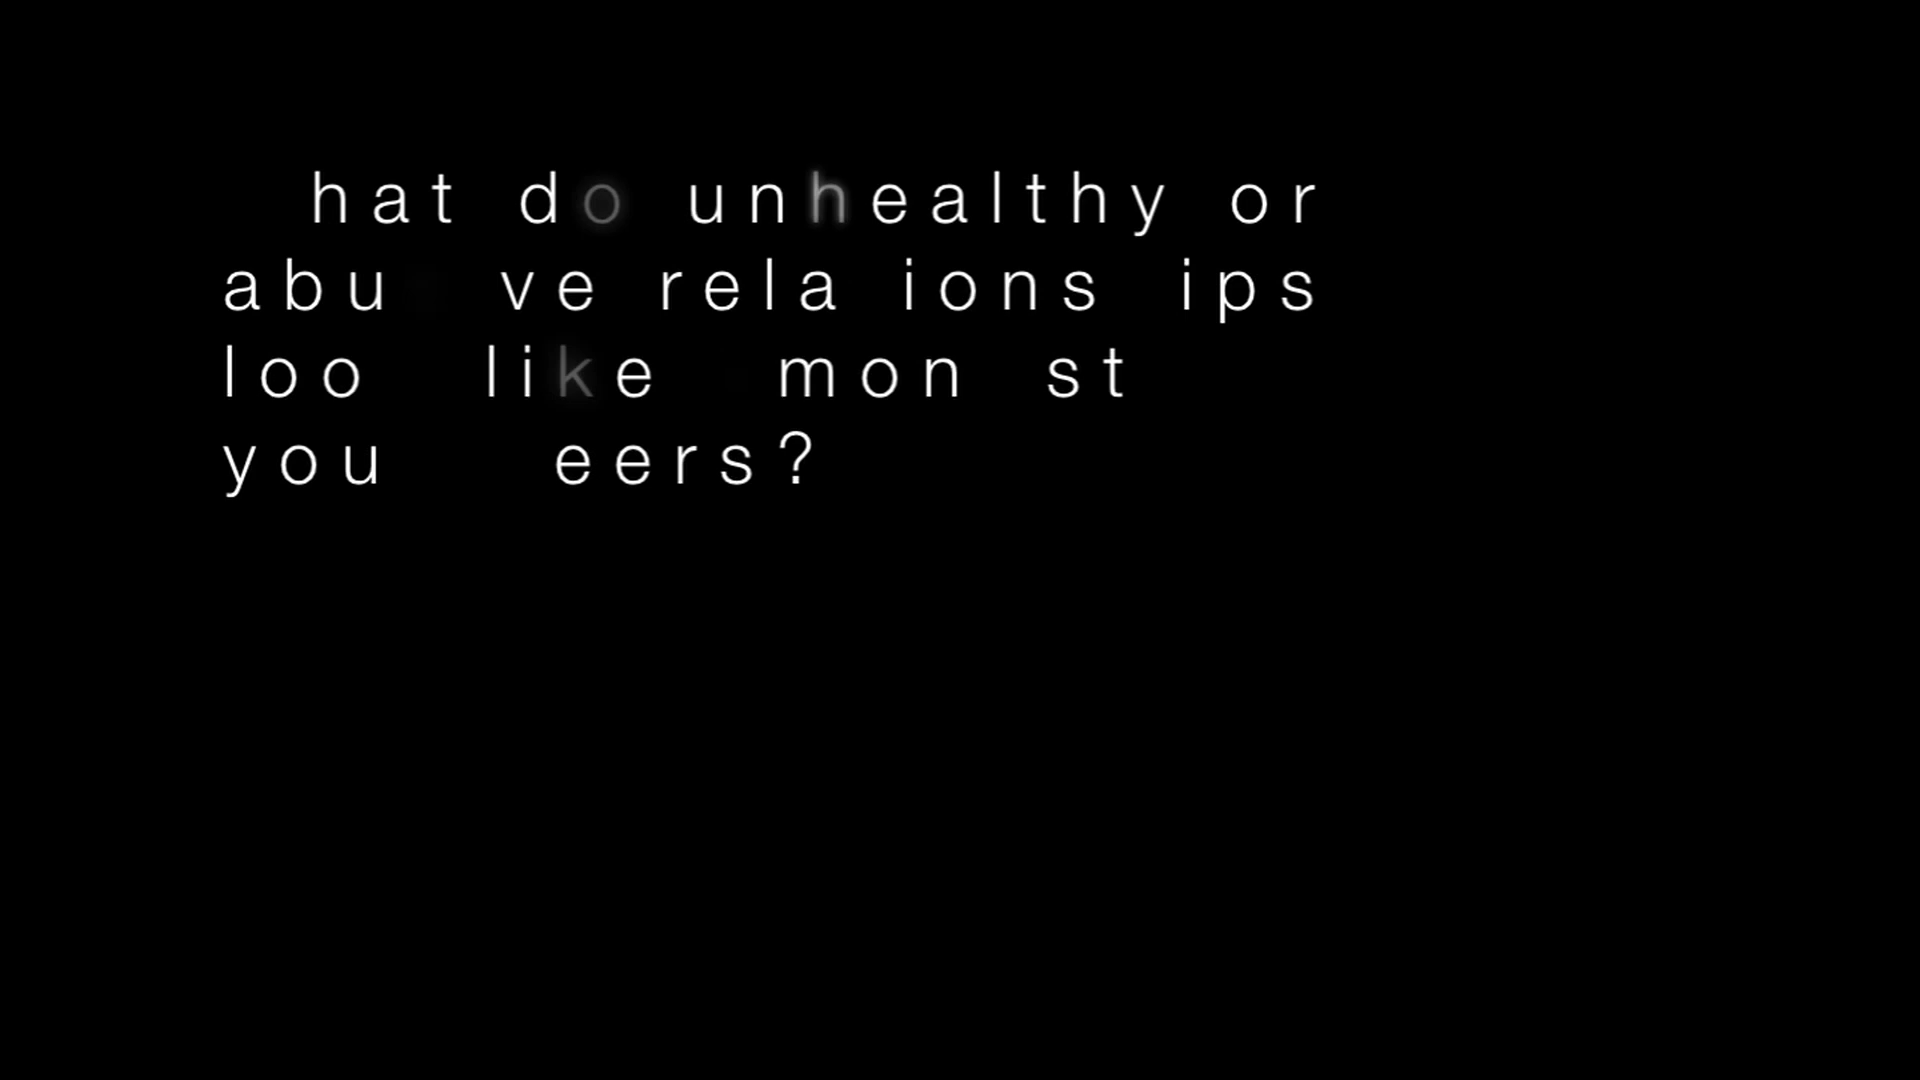 hat do unhealthy or
abu ve rela ions ips
loo like mon st
you eers?